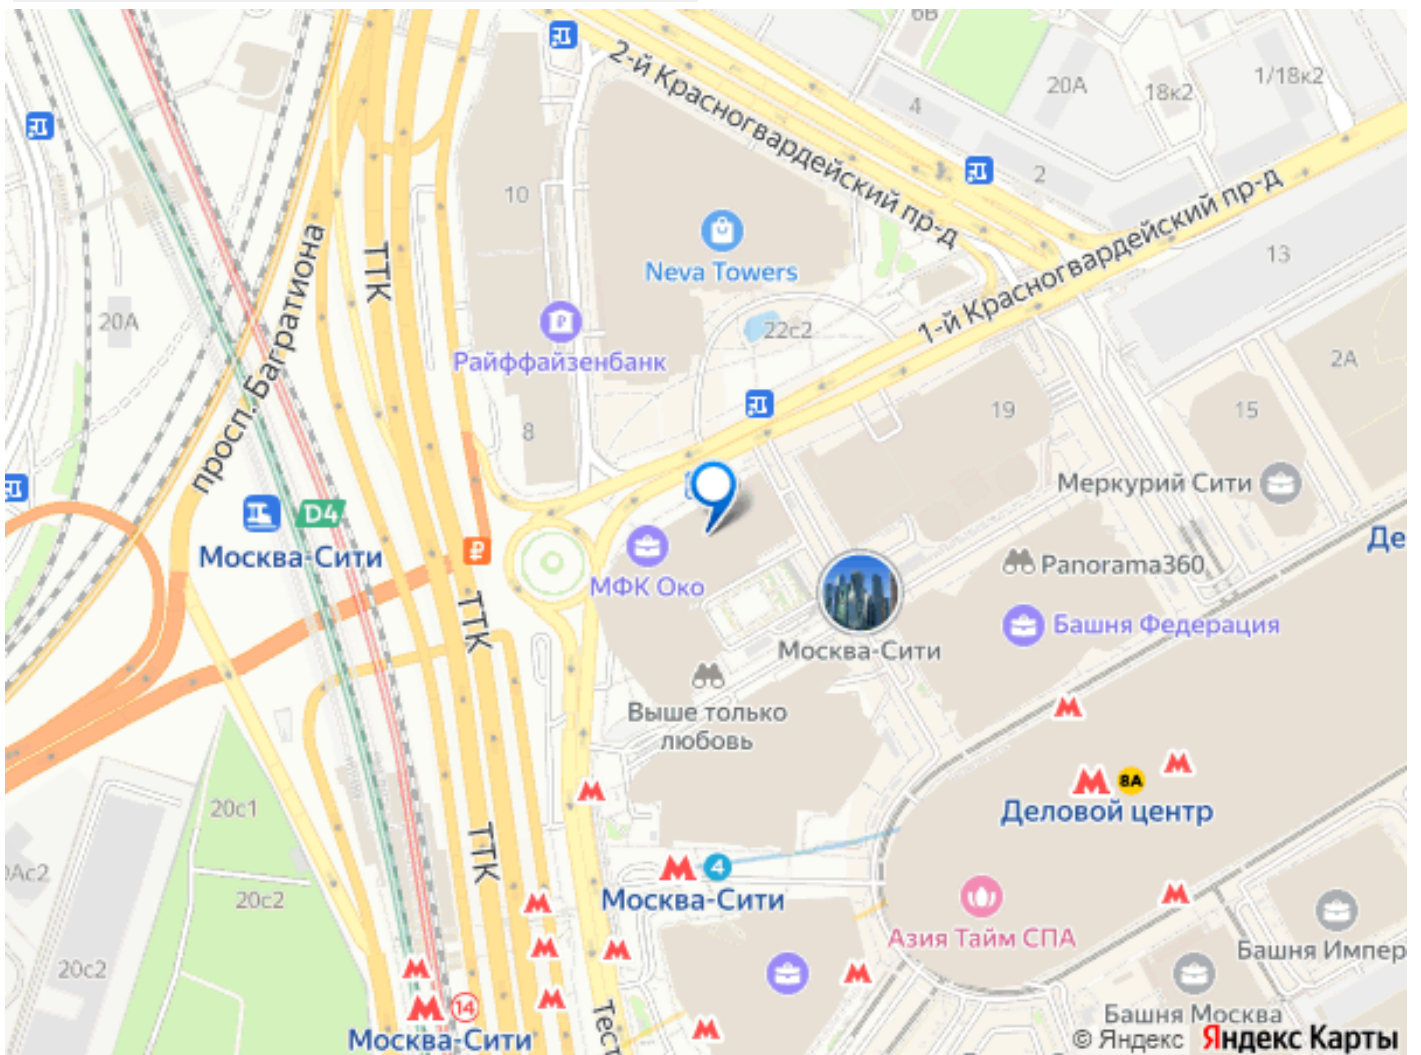 6В
2-й Красногвардейский пр-д
20А
18к2
1/18к2
4
2
10
Neva Towers
1-й Красногвардейский пр-д
13
ТТК
просп. Багратиона
20А
22с2
Райффайзенбанк
2А
19
15
8
Меркурий Сити
D4
Москва-Сити
МФК Око
Panorama360
Де
ТТК
Башня Федерация
Москва-Сити
Выше только
любовь
8А
Деловой центр
20с1
ТТК
4
Москва-Сити
20с2
Азия Тайм СПА
Башня Импер
20с2
14
Москва-Сити
Тест
Башня Москва
© Яндекс Яндекс Карты